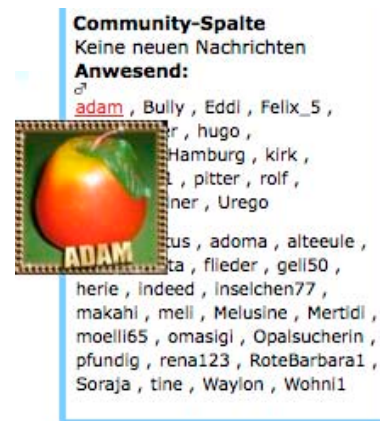 Community-Spalte
Keine neuen Nachrichten
Anwesend:
♂
adam , Bully , Eddi , Felix_5 ,
r , hugo ,
Hamburg , kirk ,
1 , pitter , rolf ,
ner , Urego
tus , adoma , alteeule ,
ta , flieder , geli50 ,
herie , indeed , inselchen77 ,
makahi , meli , Melusine , Mertidi ,
moelli65 , omasigi , Opalsucherin ,
pfundig , rena123 , RoteBarbara1 ,
Soraja , tine , Waylon , Wohni1
ADAM